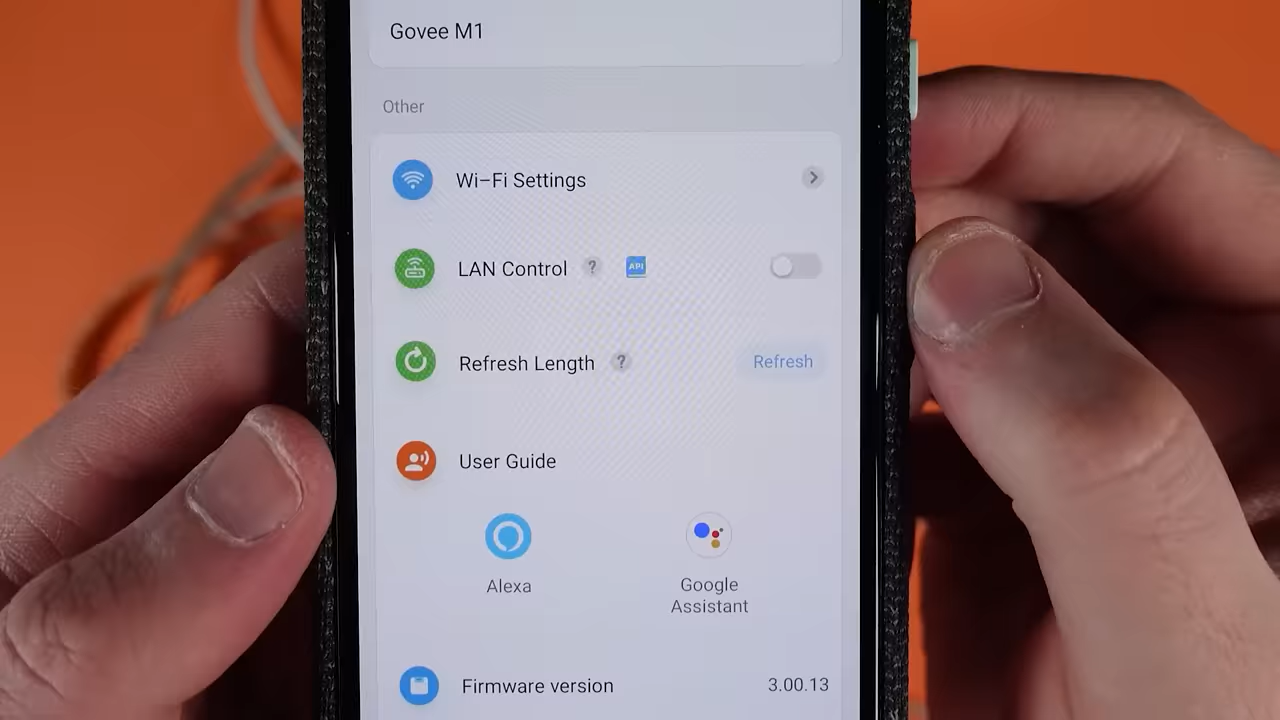 Govee M1
Other
Wi-Fi Settings
LAN Control ? API
Refresh Length ? Refresh
User Guide
Alexa
Google
Assistant
Firmware version 3.00.13